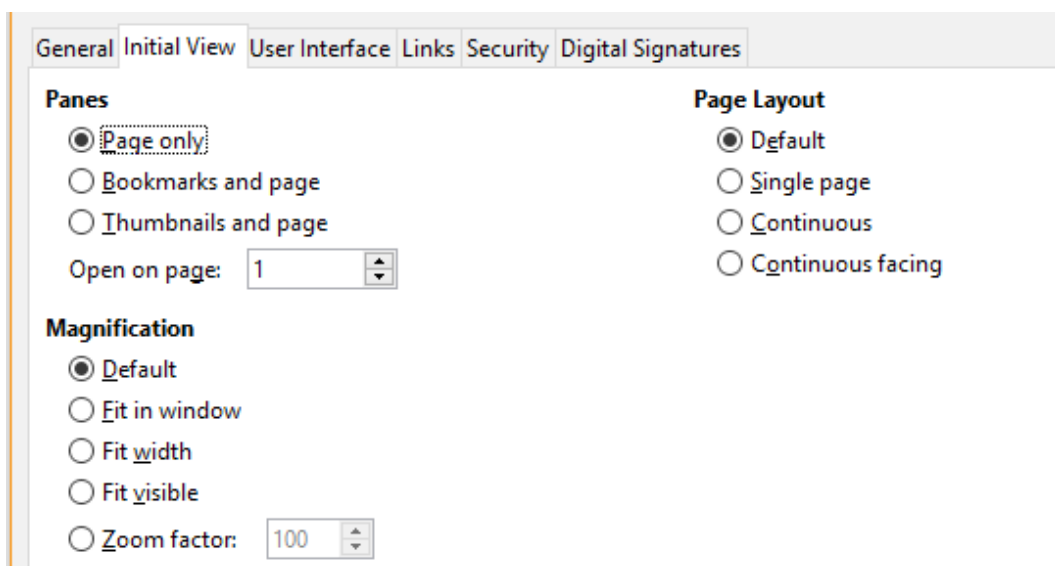 General Initial View User Interface Links Security Digital Signatures
Panes
Page only
Bookmarks and page
Thumbnails and page
Open on page: 1
Magnification
Default
Fit in window
Fit width
Fit visible
Zoom factor: 100
Page Layout
Default
Single page
Continuous
Continuous facing